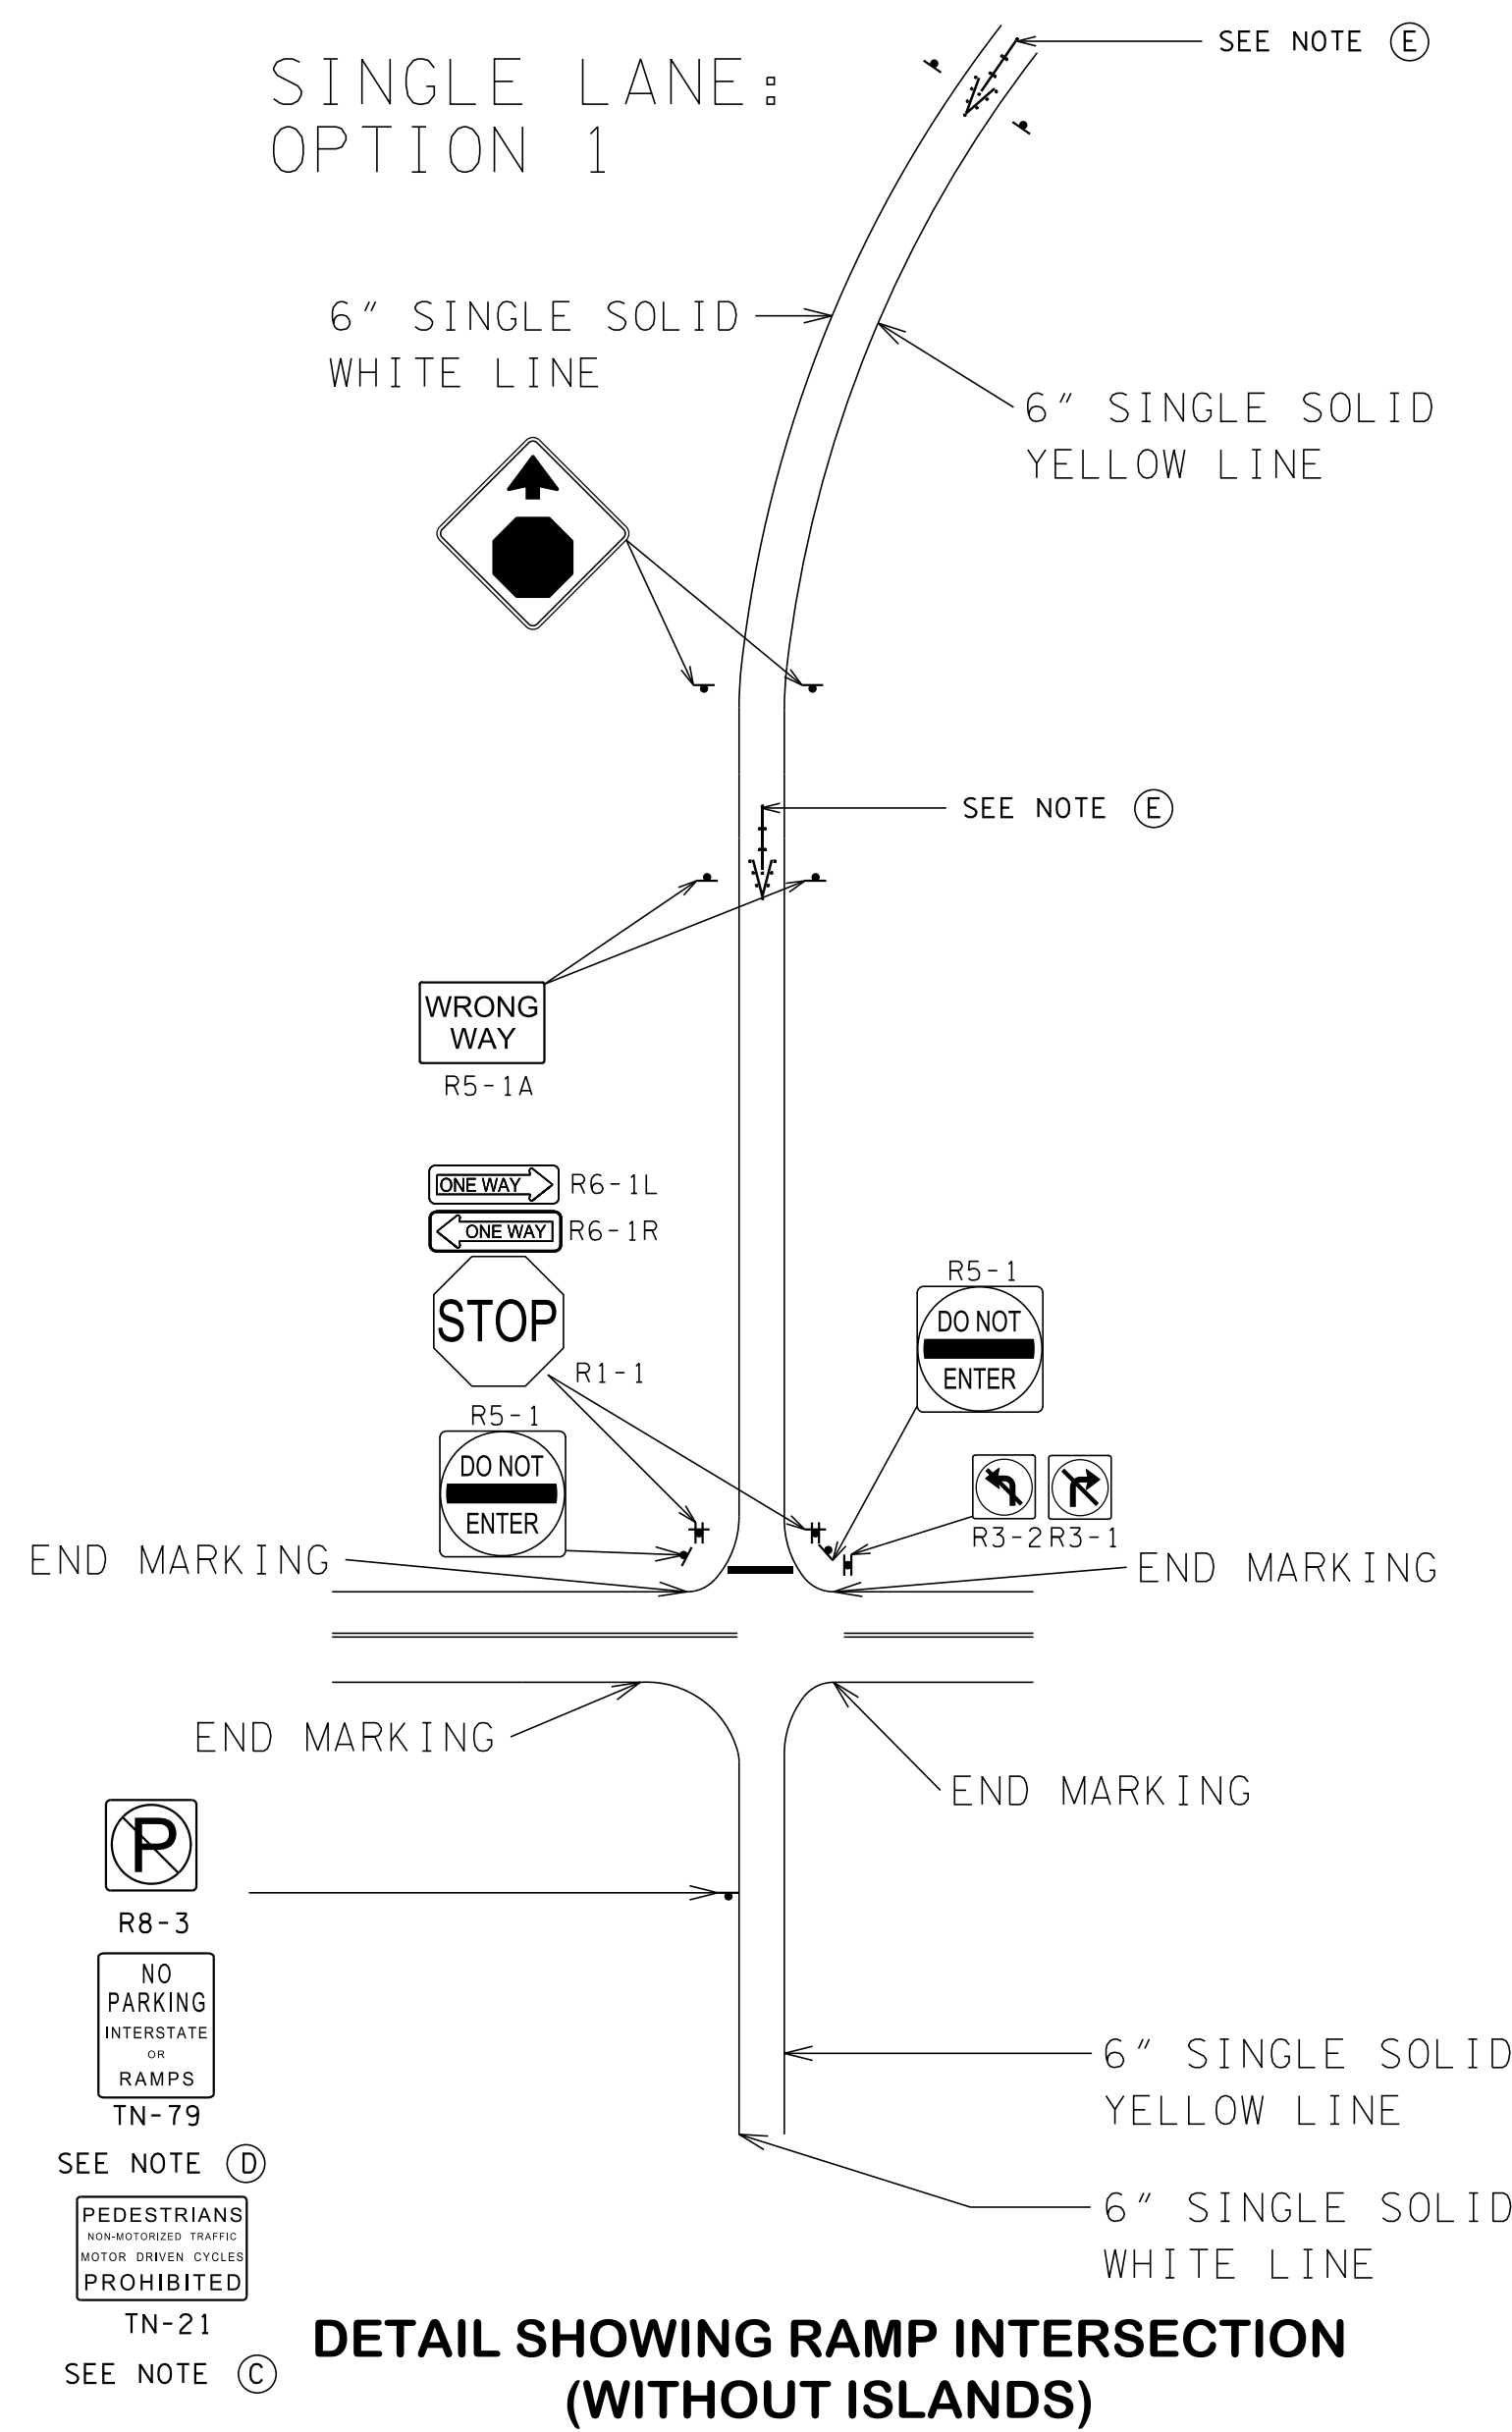 SEE NOTE E
SINGLE LANE:
OPTION 1
6" SINGLE SOLID
WHITE LINE
6" SINGLE SOLID
YELLOW LINE
SEE NOTE E
WRONG
WAY
R5-1A
ONE WAY R6-1L
ONE WAY R6-1R
STOP
R1-1
R5-1
DO NOT
ENTER
R5-1
DO NOT
ENTER
R3-2 R3-1
END MARKING
END MARKING
END MARKING
END MARKING
P
R8-3
NO
PARKING
INTERSTATE
OR
RAMPS
TN-79
SEE NOTE D
6" SINGLE SOLID
YELLOW LINE
6" SINGLE SOLID
WHITE LINE
PEDESTRIANS
NON-MOTORIZED TRAFFIC
MOTOR DRIVEN CYCLES
PROHIBITED
TN-21
SEE NOTE C
DETAIL SHOWING RAMP INTERSECTION
(WITHOUT ISLANDS)